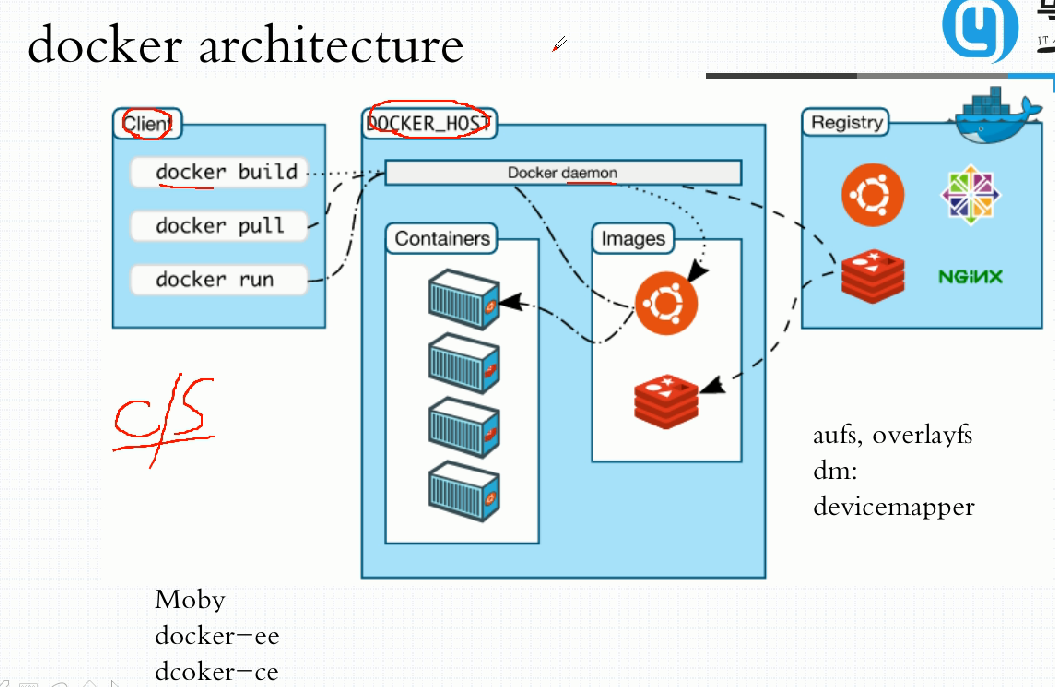 docker architecture
IT
Client
docker build
docker pull
docker run
DOCKER_HOST
Docker daemon
Containers
Images
Registry
NGiNX
C/S
aufs, overlayfs
dm:
devicemapper
Moby
docker-ee
dcoker-ce